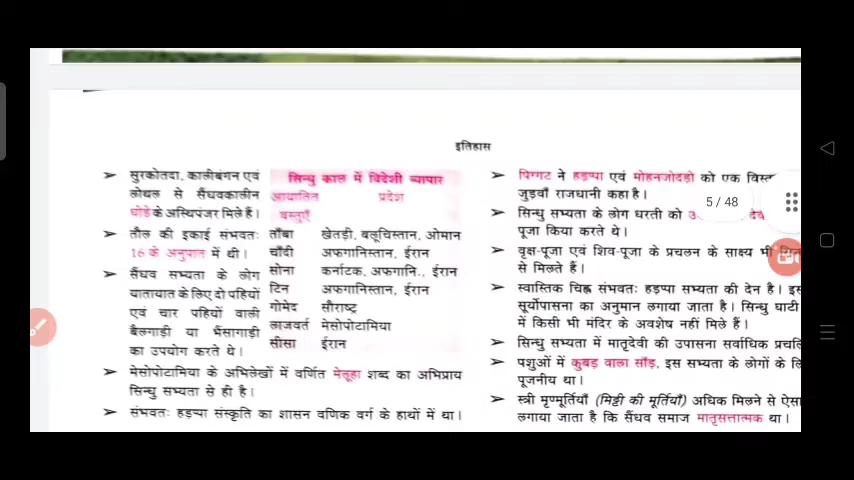 इतिहास
➤ सुरकोतदा, कालीबंगन एवं
लोथल से सैंधवकालीन
घोड़े के अस्थिपंजर मिले हैं।
➤ तौल की इकाई संभवतः
16 के अनुपात में थी।
➤ सैंधव सभ्यता के लोग
यातायात के लिए दो पहियों
एवं चार पहियों वाली
बैलगाड़ी या भैंसागाड़ी
का उपयोग करते थे।
सिन्धु काल में विदेशी व्यापार
आयातित प्रदेश
वस्तुएँ
ताँबा खेतड़ी, बलूचिस्तान, ओमान
चाँदी अफगानिस्तान, ईरान
सोना कर्नाटक, अफगानि., ईरान
टिन अफगानिस्तान, ईरान
गोमेद सौराष्ट्र
लाजवर्त मेसोपोटामिया
सीसा ईरान
➤ मेसोपोटामिया के अभिलेखों में वर्णित मेलूहा शब्द का अभिप्राय
सिन्धु सभ्यता से ही है।
➤ संभवतः हड़प्पा संस्कृति का शासन वणिक वर्ग के हाथों में था।
➤ पिग्गट ने हड़प्पा एवं मोहनजोदड़ो को एक
जुड़वाँ राजधानी कहा है।
➤ सिन्धु सभ्यता के लोग धरती को
पूजा किया करते थे।
➤ वृक्ष-पूजा एवं शिव-पूजा के प्रचलन के साक्ष्य भी
से मिलते हैं।
➤ स्वास्तिक चिह्न संभवतः हड़प्पा सभ्यता की देन है।
सूर्योपासना का अनुमान लगाया जाता है। सिन्धु घाटी
में किसी भी मंदिर के अवशेष नहीं मिले हैं।
➤ सिन्धु सभ्यता में मातृदेवी की उपासना सर्वाधिक
➤ पशुओं में कुबड़ वाला साँड़, इस सभ्यता के लोगों के
पूजनीय था।
➤ स्त्री मृण्मूर्तियाँ (मिट्टी की मूर्तियाँ) अधिक मिलने से ऐसा
लगाया जाता है कि सैंधव समाज मातृसत्तात्मक था।
5 / 48